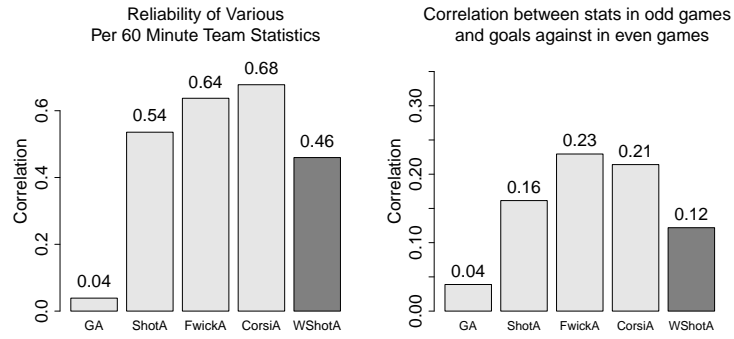 Reliability of Various
Per 60 Minute Team Statistics
Correlation
0.0
0.2
0.4
0.6
0.04
0.54
0.64
0.68
0.46
GA
ShotA
FwickA
CorsiA
WShotA
Correlation between stats in odd games
and goals against in even games
Correlation
0.00
0.10
0.20
0.30
0.04
0.16
0.23
0.21
0.12
GA
ShotA
FwickA
CorsiA
WShotA